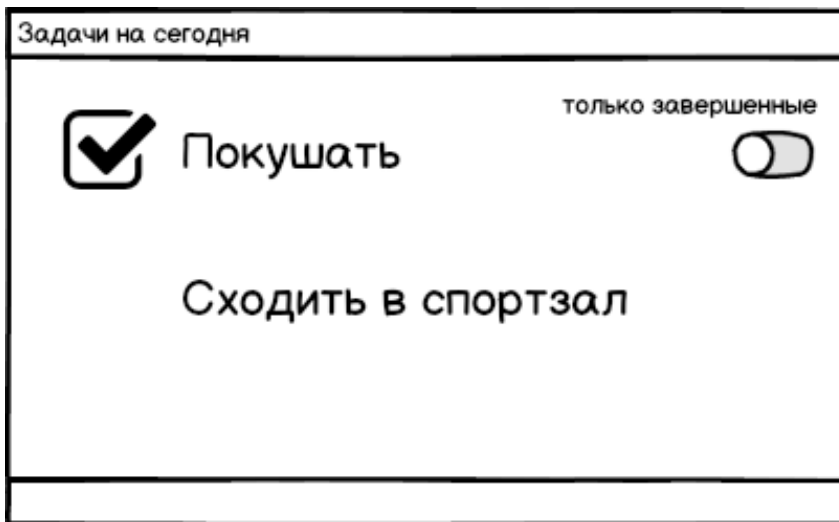 Задачи на сегодня
только завершенные
Покушать
Сходить в спортзал